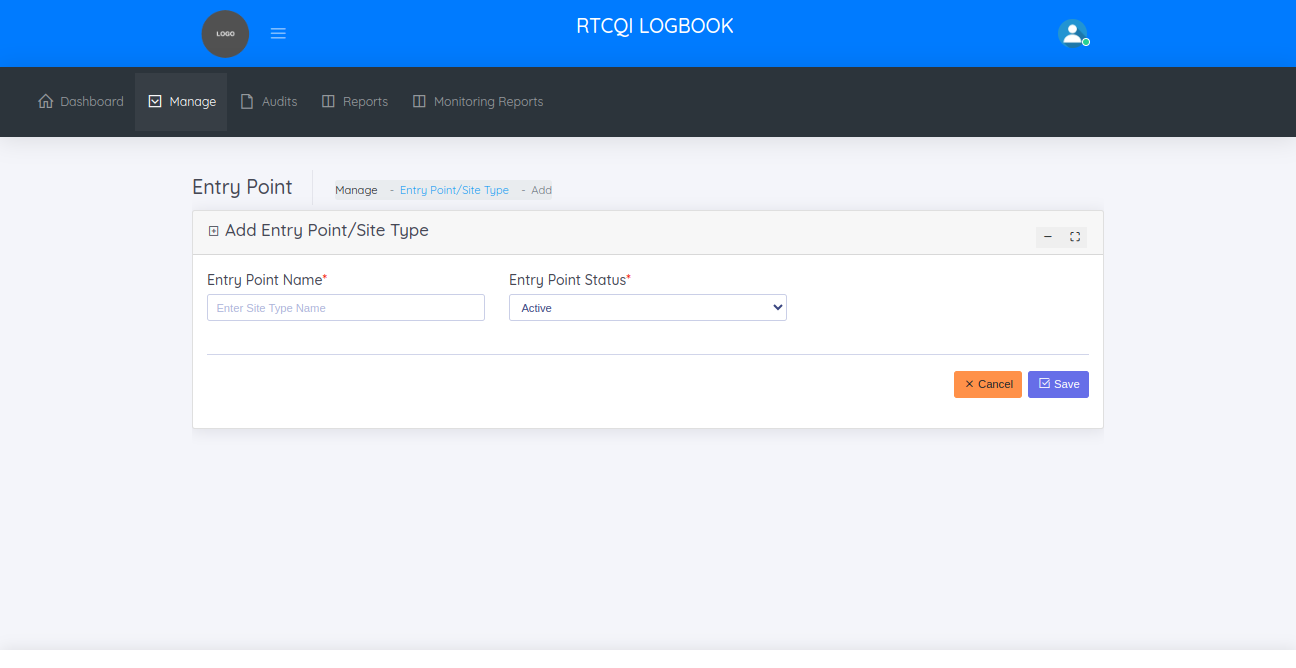 LOGO
RTCQI LOGBOOK
Dashboard Manage Audits Reports Monitoring Reports
Entry Point
Manage - Entry Point/Site Type - Add
Add Entry Point/Site Type
Entry Point Name* Entry Point Status*
Enter Site Type Name Active
Cancel Save